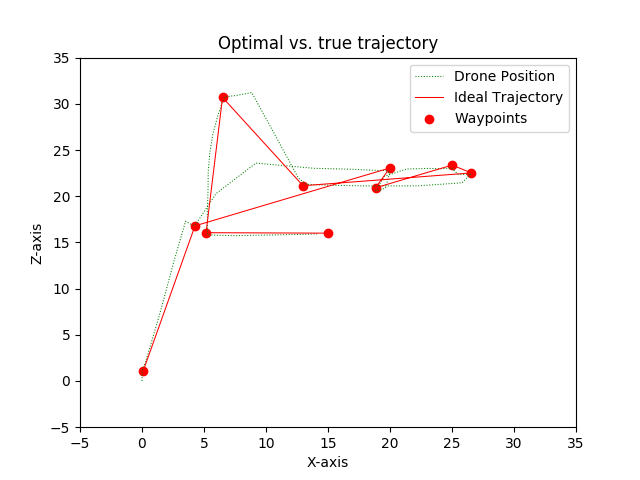 Optimal vs. true trajectory
35
30
25
20
15
10
5
0
−5
Z-axis
Drone Position
Ideal Trajectory
Waypoints
−5 0 5 10 15 20 25 30 35
X-axis